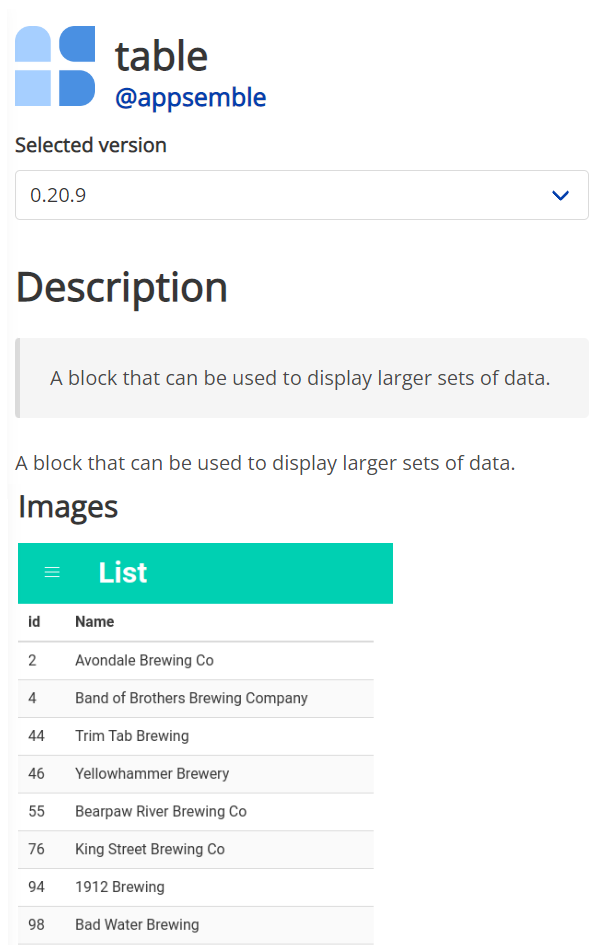 table
@appsemble
Selected version
0.20.9
Description
A block that can be used to display larger sets of data.
A block that can be used to display larger sets of data.
Images
List
id Name
2 Avondale Brewing Co
4 Band of Brothers Brewing Company
44 Trim Tab Brewing
46 Yellowhammer Brewery
55 Bearpaw River Brewing Co
76 King Street Brewing Co
94 1912 Brewing
98 Bad Water Brewing